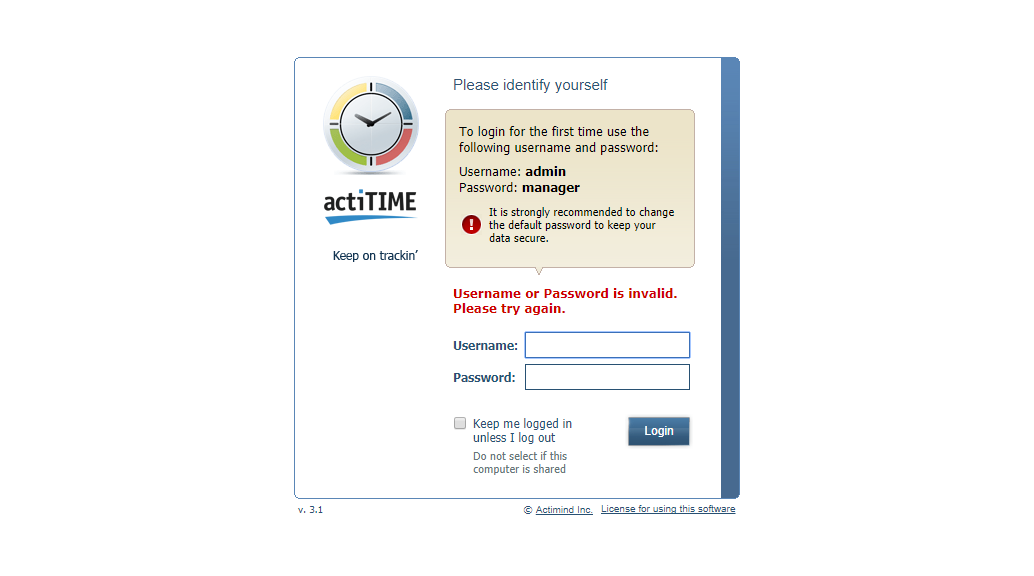 Please identify yourself
To login for the first time use the
following username and password:
Username: admin
Password: manager
It is strongly recommended to change
the default password to keep your
data secure.
actiTIME
Keep on trackin’
Username or Password is invalid.
Please try again.
Username:
Password:
Keep me logged in
unless I log out
Do not select if this
computer is shared
Login
v. 3.1
© Actimind Inc. License for using this software